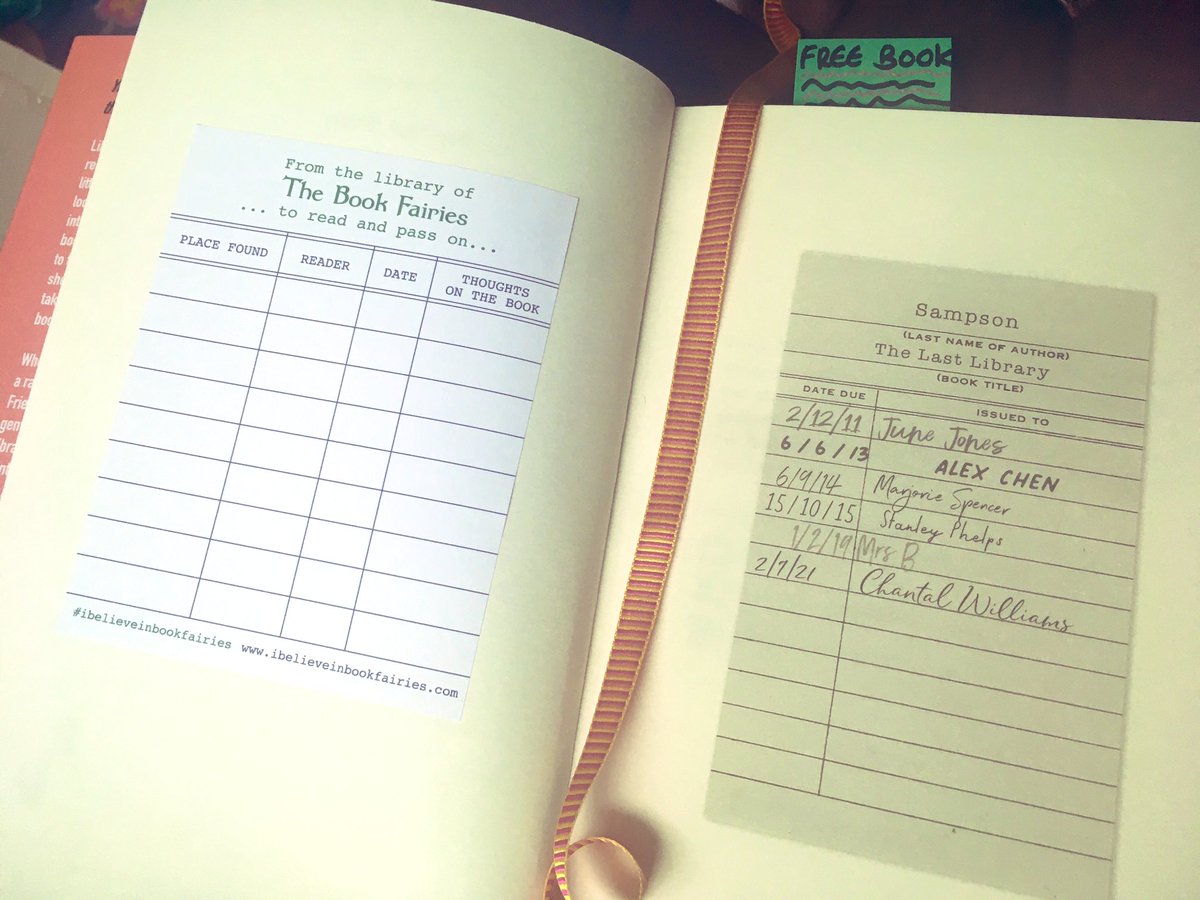 FREE BOOK
From the library of
The Book Fairies
... to read and pass on...
PLACE FOUND READER DATE THOUGHTS ON THE BOOK
#ibelieveinbookfairies www.ibelieveinbookfairies.com
Sampson
(LAST NAME OF AUTHOR)
The Last Library
(BOOK TITLE)
DATE DUE ISSUED TO
2/12/11 June Jones
6/6/13 ALEX CHEN
6/9/14 Marjorie Spencer
15/10/15 Stanley Phelps
1/2/19 Mrs B
2/7/21 Chantal Williams